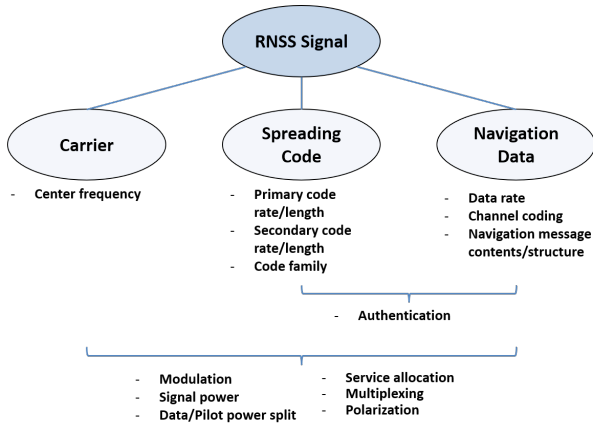 RNSS Signal
Carrier
Spreading
Code
Navigation
Data
- Center frequency
- Primary code
rate/length
- Secondary code
rate/length
- Code family
- Data rate
- Channel coding
- Navigation message
contents/structure
- Authentication
- Modulation
- Signal power
- Data/Pilot power split
- Service allocation
- Multiplexing
- Polarization